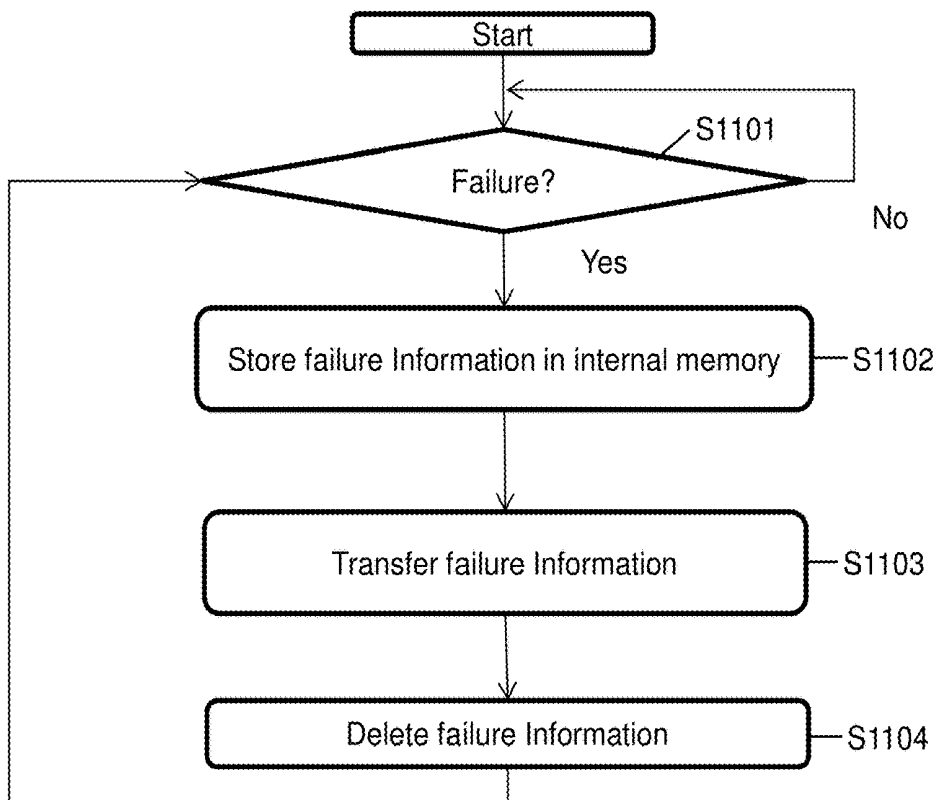 Start
S1101
Failure?
No
Yes
Store failure Information in internal memory
S1102
Transfer failure Information
S1103
Delete failure Information
S1104